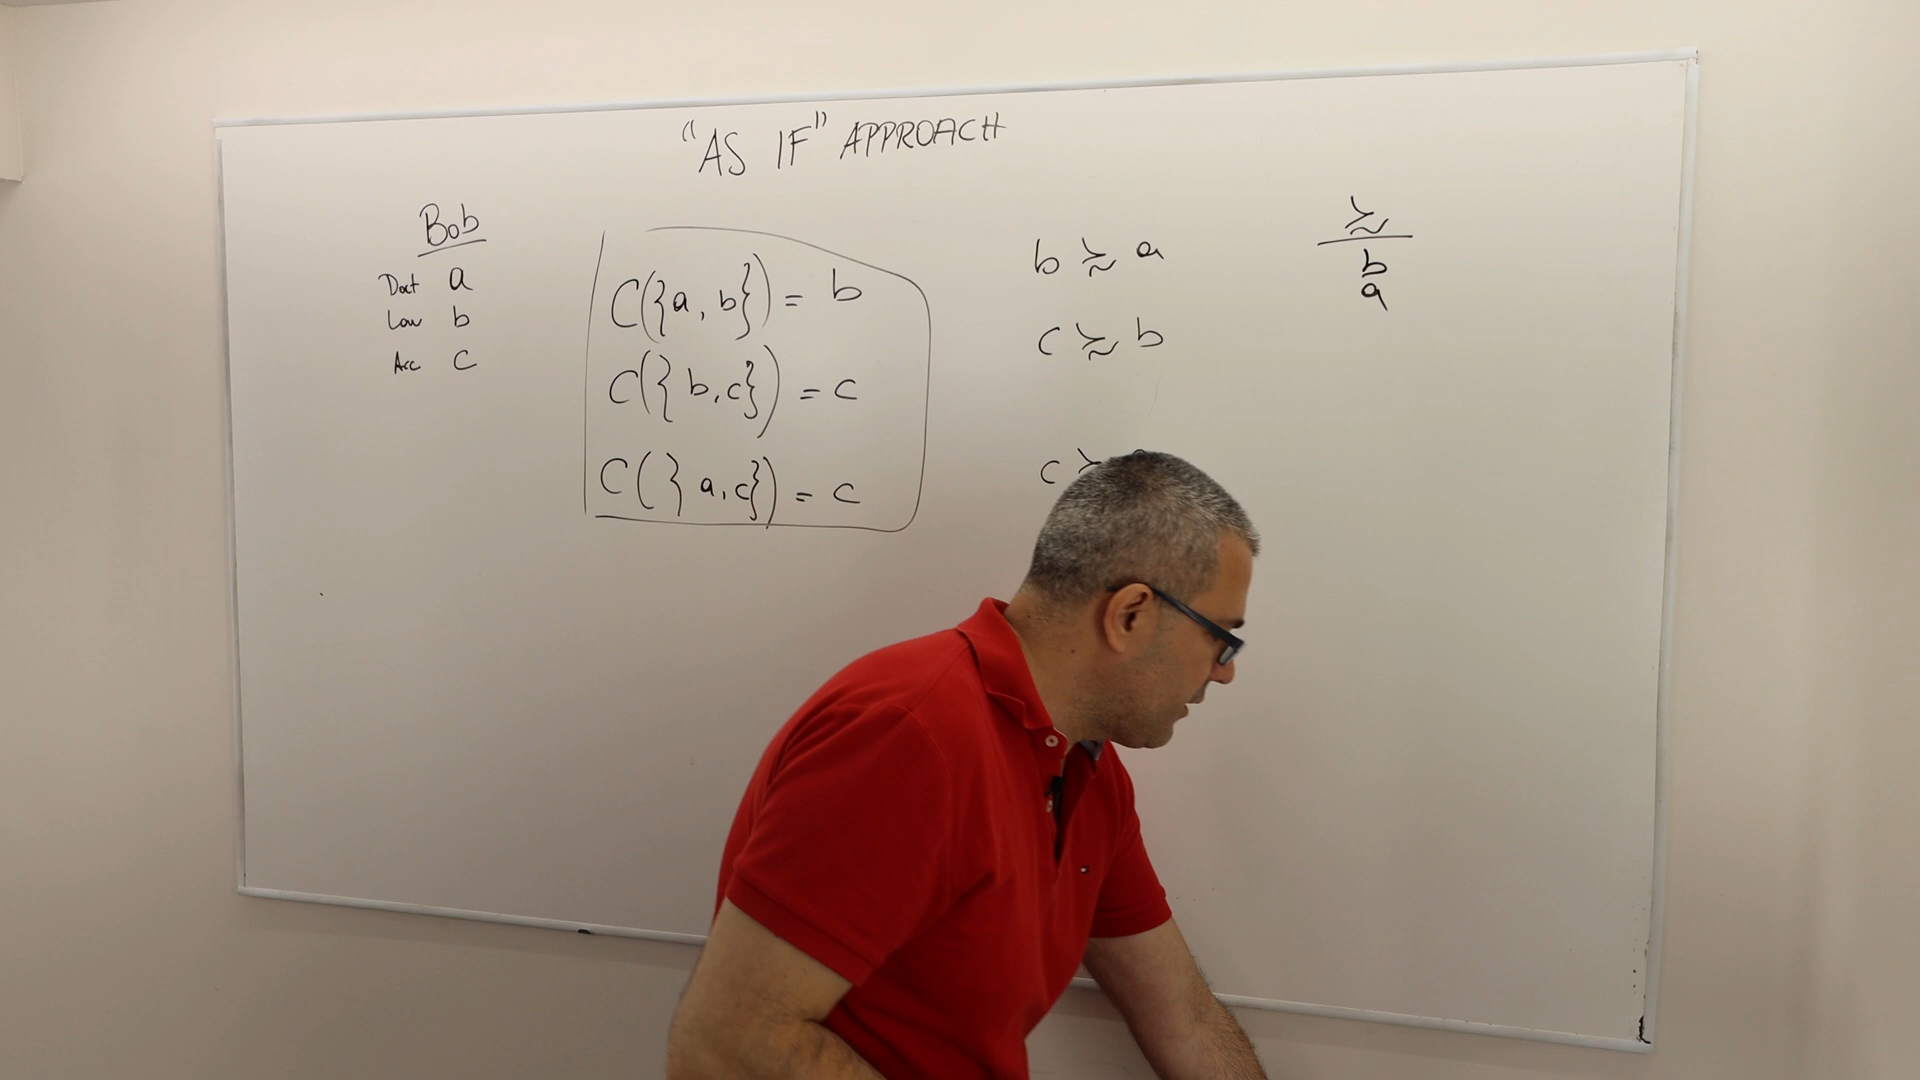 "AS IF" APPROACH
Bob
Doct a
Law b
Acc c
C({a, b}) = b
C({b, c}) = c
C({a, c}) = c
b ≿ a
c ≿ b
c ≿
≿
b
a